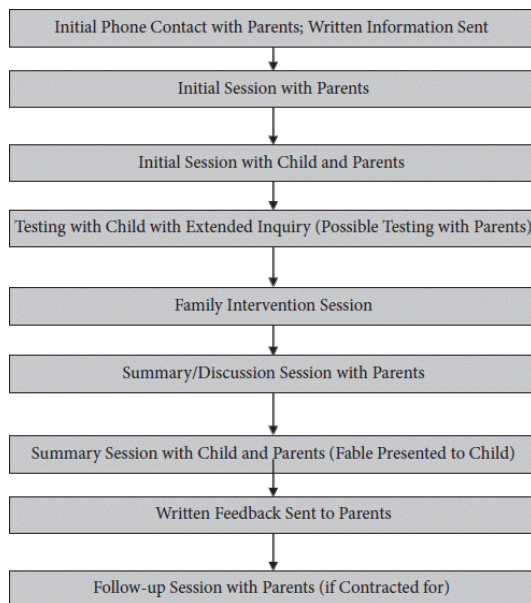 Initial Phone Contact with Parents; Written Information Sent
Initial Session with Parents
Initial Session with Child and Parents
Testing with Child with Extended Inquiry (Possible Testing with Parents)
Family Intervention Session
Summary/Discussion Session with Parents
Summary Session with Child and Parents (Fable Presented to Child)
Written Feedback Sent to Parents
Follow-up Session with Parents (if Contracted for)